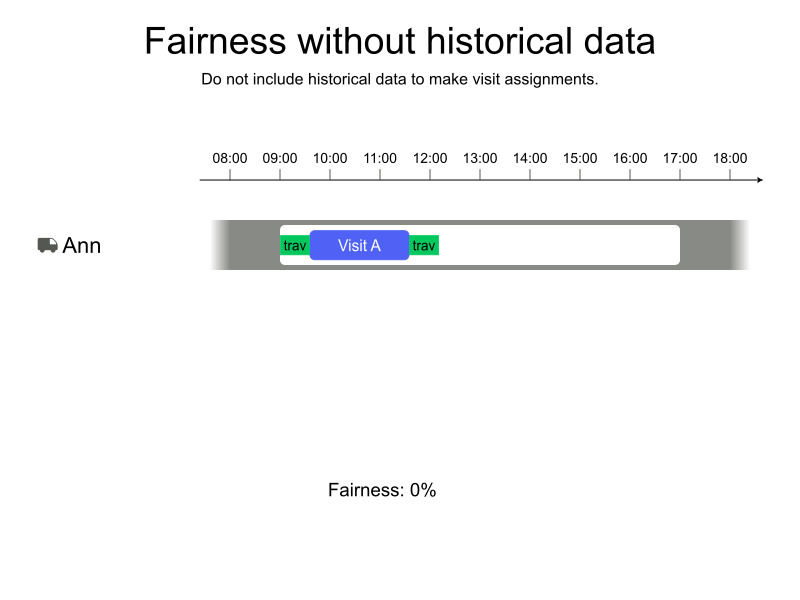 Fairness without historical data
Do not include historical data to make visit assignments.
08:00 09:00 10:00 11:00 12:00 13:00 14:00 15:00 16:00 17:00 18:00
Ann trav Visit A trav
Fairness: 0%